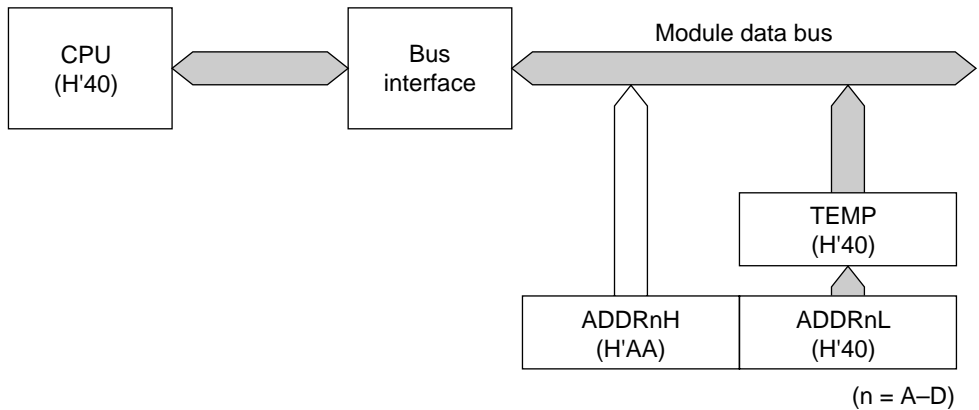 CPU
(H'40)
Bus
interface
Module data bus
TEMP
(H'40)
ADDRnH
(H'AA)
ADDRnL
(H'40)
(n = A–D)